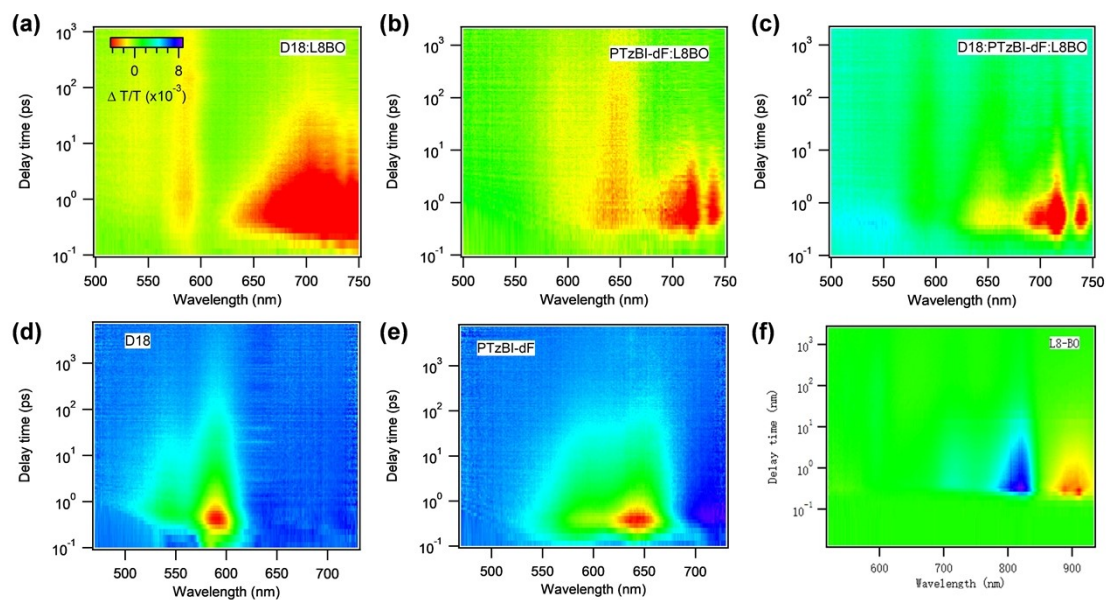 (a)
10³
10²
10¹
10⁰
10⁻¹
Delay time (ps)
0 8
Δ T/T (x10⁻³)
D18:L8BO
500 550 600 650 700 750
Wavelength (nm)
(b)
10³
10²
10¹
10⁰
10⁻¹
Delay time (ps)
PTzBI-dF:L8BO
500 550 600 650 700 750
Wavelength (nm)
(c)
10³
10²
10¹
10⁰
10⁻¹
Delay time (ps)
D18:PTzBI-dF:L8BO
500 550 600 650 700 750
Wavelength (nm)
(d)
10³
10²
10¹
10⁰
10⁻¹
Delay time (ps)
D18
500 550 600 650 700
Wavelength (nm)
(e)
10³
10²
10¹
10⁰
10⁻¹
Delay time (ps)
PTzBI-dF
500 550 600 650 700
Wavelength (nm)
(f)
10³
10²
10¹
10⁰
10⁻¹
Delay time (nm)
L8-BO
600 700 800 900
Wavelength (nm)